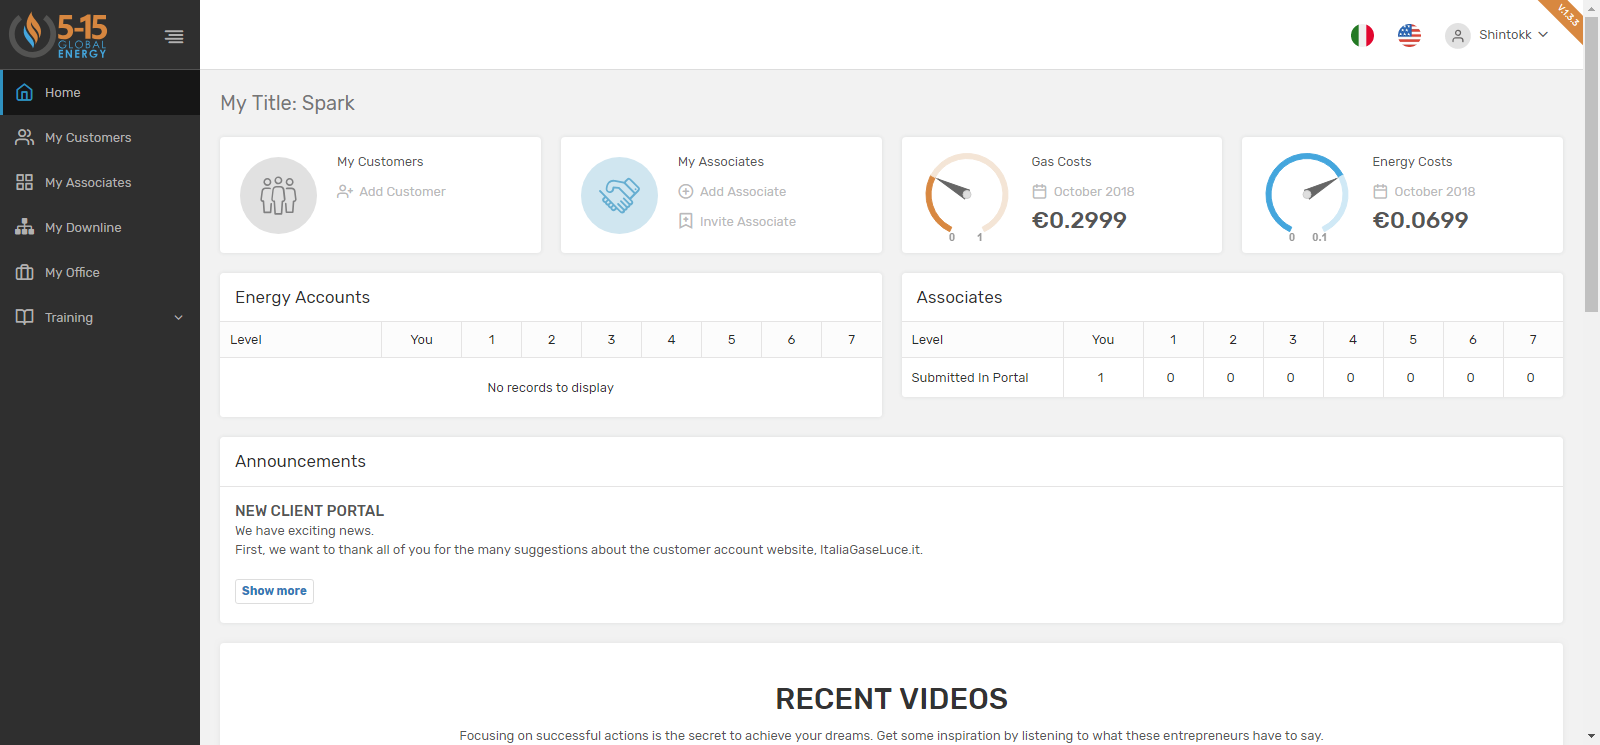 5-15
GLOBAL
ENERGY
Shintokk
V.1.3.3
Home
My Customers
My Associates
My Downline
My Office
Training
My Title: Spark
My Customers
Add Customer
My Associates
Add Associate
Invite Associate
Gas Costs
October 2018
€0.2999
0 1
Energy Costs
October 2018
€0.0699
0 0.1
Energy Accounts
Level You 1 2 3 4 5 6 7
No records to display
Associates
Level You 1 2 3 4 5 6 7
Submitted In Portal 1 0 0 0 0 0 0 0
Announcements
NEW CLIENT PORTAL
We have exciting news.
First, we want to thank all of you for the many suggestions about the customer account website, ItaliaGaseLuce.it.
Show more
RECENT VIDEOS
Focusing on successful actions is the secret to achieve your dreams. Get some inspiration by listening to what these entrepreneurs have to say.